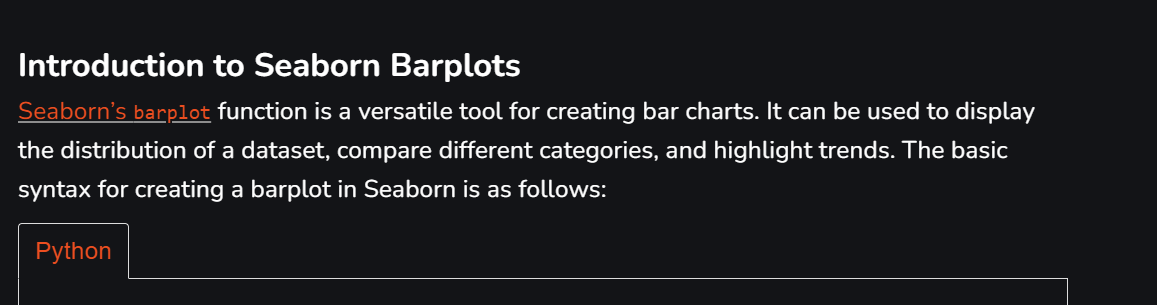 Introduction to Seaborn Barplots
Seaborn’s barplot function is a versatile tool for creating bar charts. It can be used to display
the distribution of a dataset, compare different categories, and highlight trends. The basic
syntax for creating a barplot in Seaborn is as follows:
Python